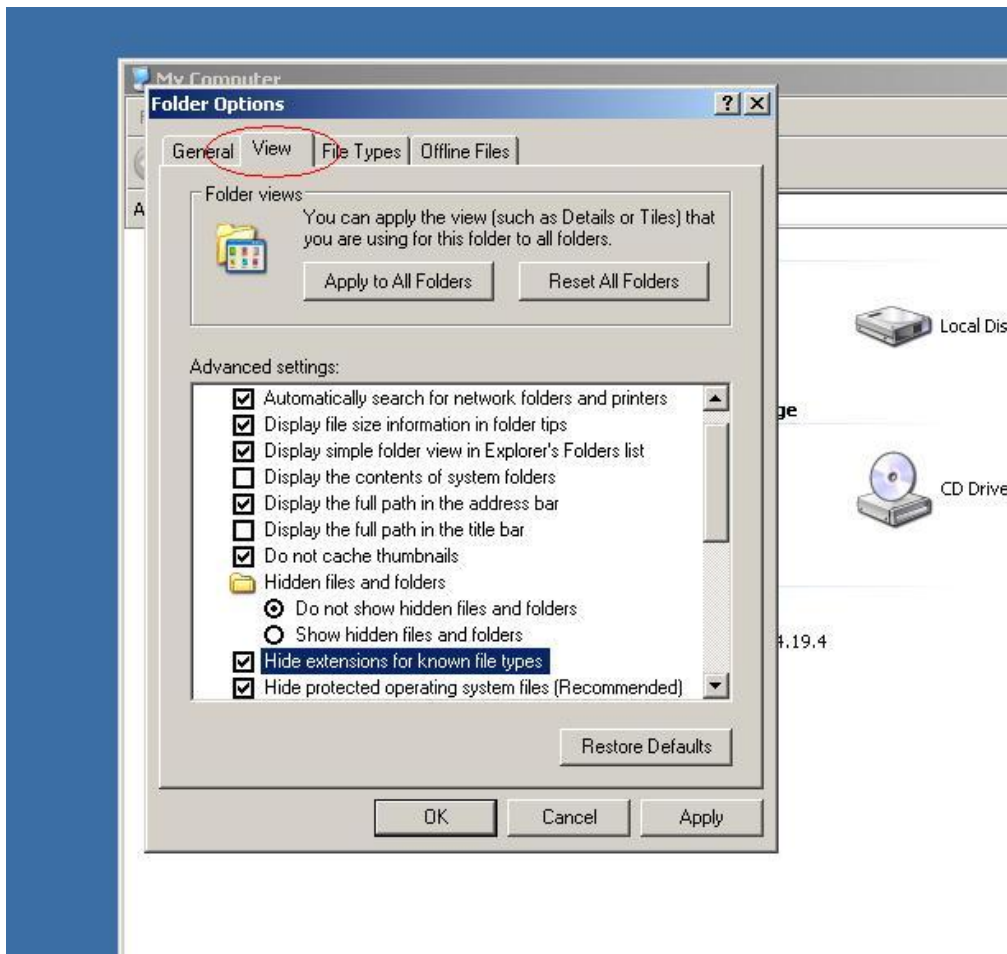 My Computer
Folder Options
General View File Types Offline Files
A
Folder views
You can apply the view (such as Details or Tiles) that
you are using for this folder to all folders.
Apply to All Folders Reset All Folders
Local Dis
Advanced settings:
Automatically search for network folders and printers
ge
Display file size information in folder tips
Display simple folder view in Explorer's Folders list
Display the contents of system folders
CD Drive
Display the full path in the address bar
Display the full path in the title bar
Do not cache thumbnails
Hidden files and folders
Do not show hidden files and folders
Show hidden files and folders
4.19.4
Hide extensions for known file types
Hide protected operating system files (Recommended)
Restore Defaults
OK Cancel Apply